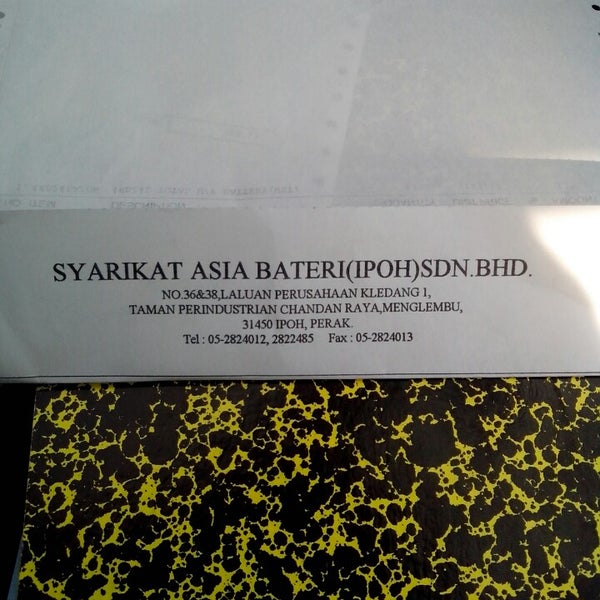 SYARIKAT ASIA BATERI(IPOH)SDN.BHD.
NO.36&38,LALUAN PERUSAHAAN KLEDANG 1,
TAMAN PERINDUSTRIAN CHANDAN RAYA,MENGLEMBU,
31450 IPOH, PERAK.
Tel : 05-2824012, 2822485 Fax : 05-2824013